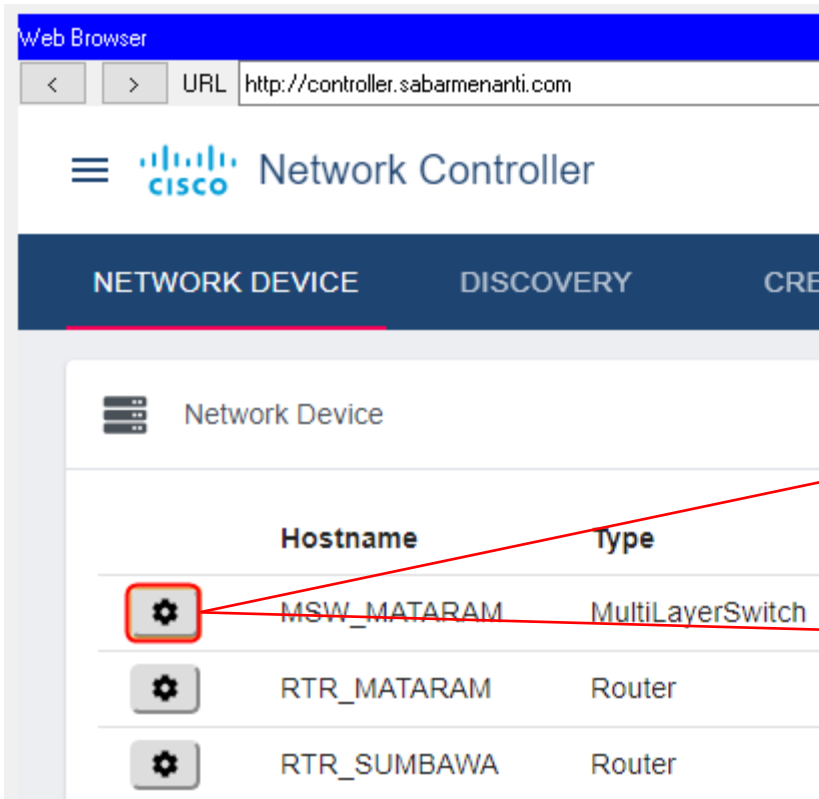 Web Browser
< > URL http://controller.sabarmenanti.com
cisco Network Controller
NETWORK DEVICE DISCOVERY CRE
Network Device
Hostname Type
MSW_MATARAM MultiLayerSwitch
RTR_MATARAM Router
RTR_SUMBAWA Router